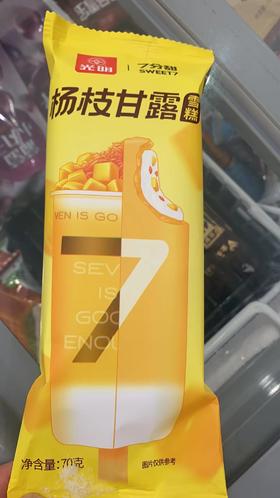 光明 | 7分甜
SWEET7
杨枝甘露雪糕
VEN IS GO
7
SEV
IS
GOO
ENOU
净含量:70克
图片仅供参考